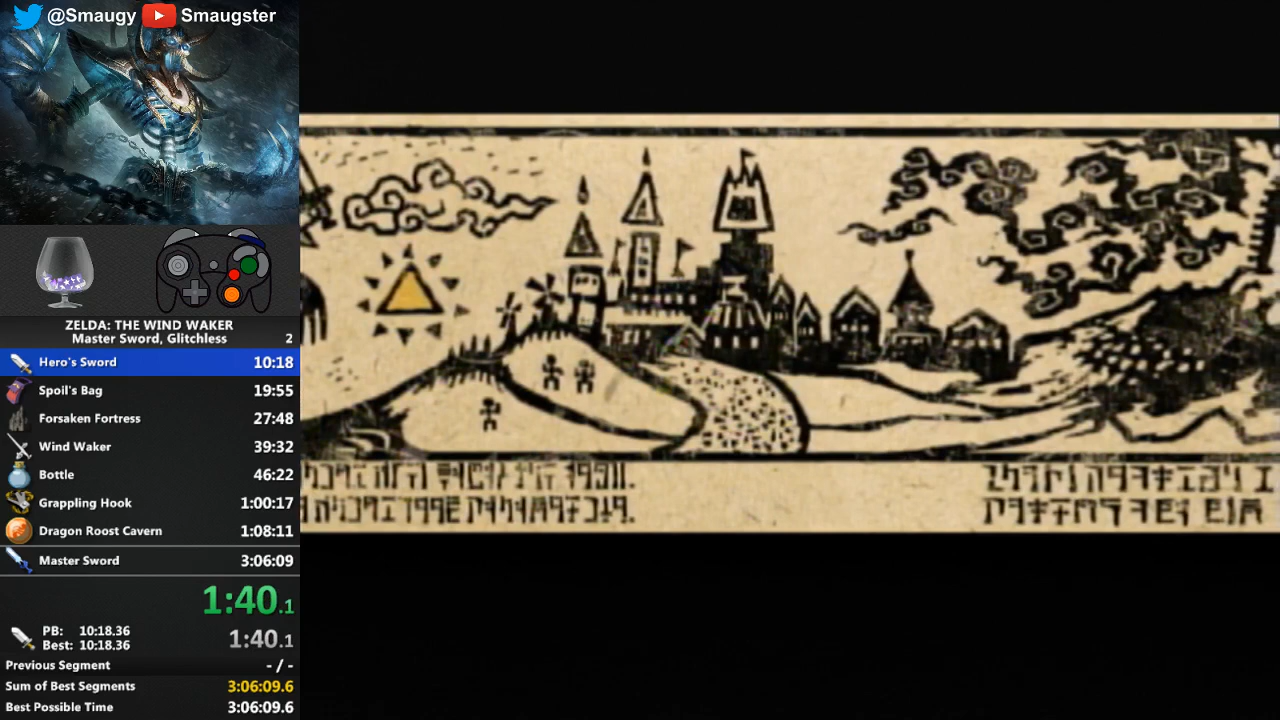 @Smaugy Smaugster
ZELDA: THE WIND WAKER
Master Sword, Glitchless 2
Hero's Sword 10:18
Spoil's Bag 19:55
Forsaken Fortress 27:48
Wind Waker 39:32
Bottle 46:22
Grappling Hook 1:00:17
Dragon Roost Cavern 1:08:11
Master Sword 3:06:09
1:40.1
PB: 10:18.36
Best: 10:18.36
1:40.1
Previous Segment - / -
Sum of Best Segments 3:06:09.6
Best Possible Time 3:06:09.6